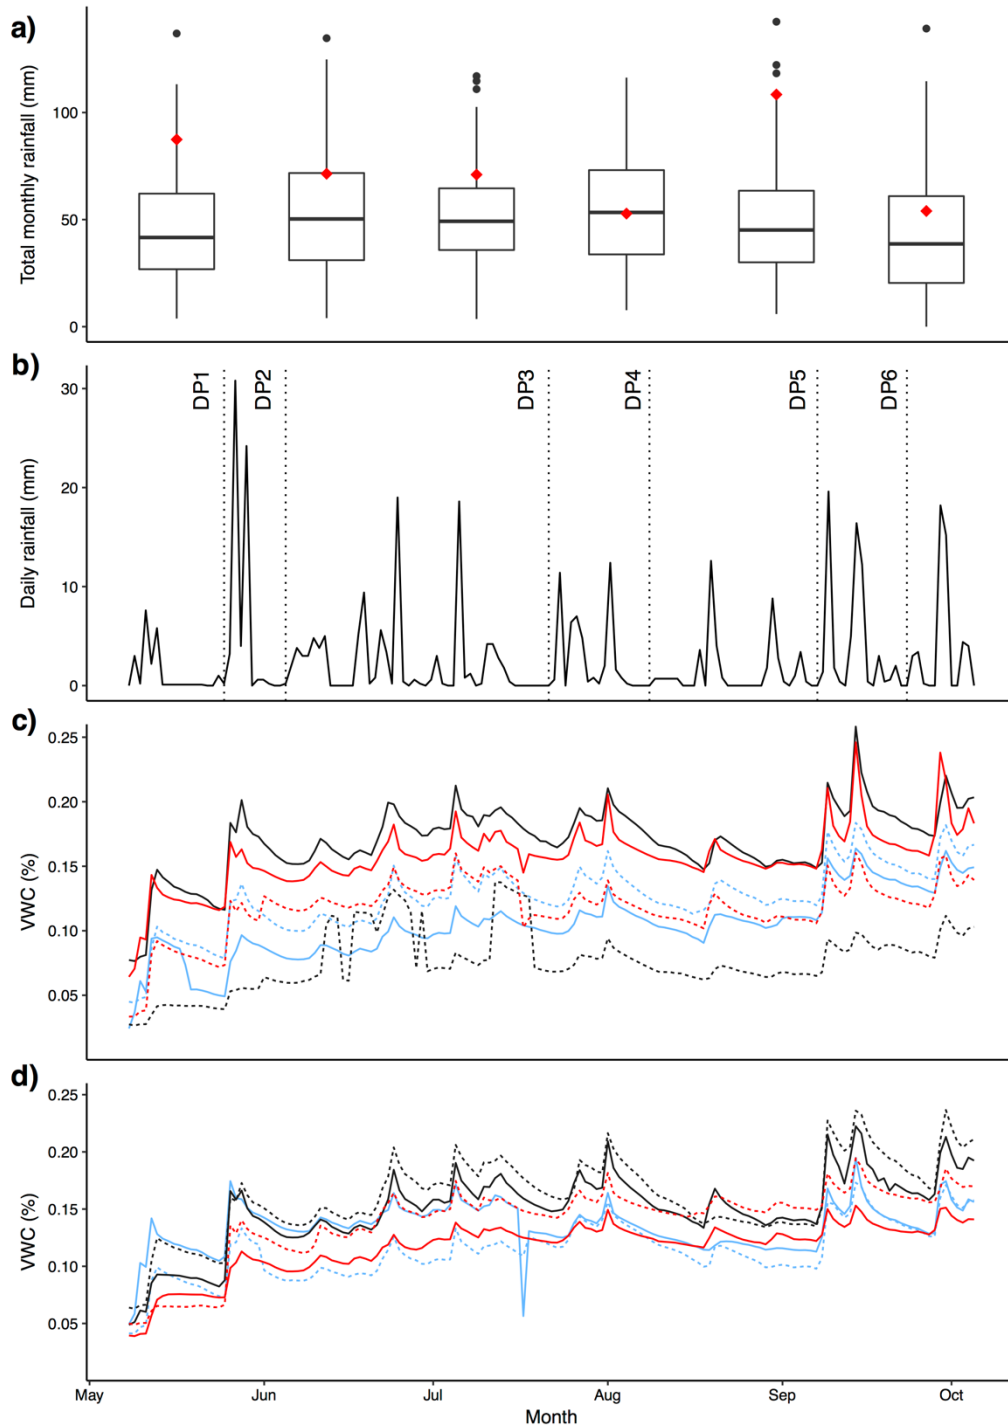 a)
Total monthly rainfall (mm)
100
50
0
b)
Daily rainfall (mm)
30
20
10
0
DP1
DP2
DP3
DP4
DP5
DP6
c)
VWC (%)
0.25
0.20
0.15
0.10
0.05
d)
VWC (%)
0.25
0.20
0.15
0.10
0.05
May
Jun
Jul
Aug
Sep
Oct
Month